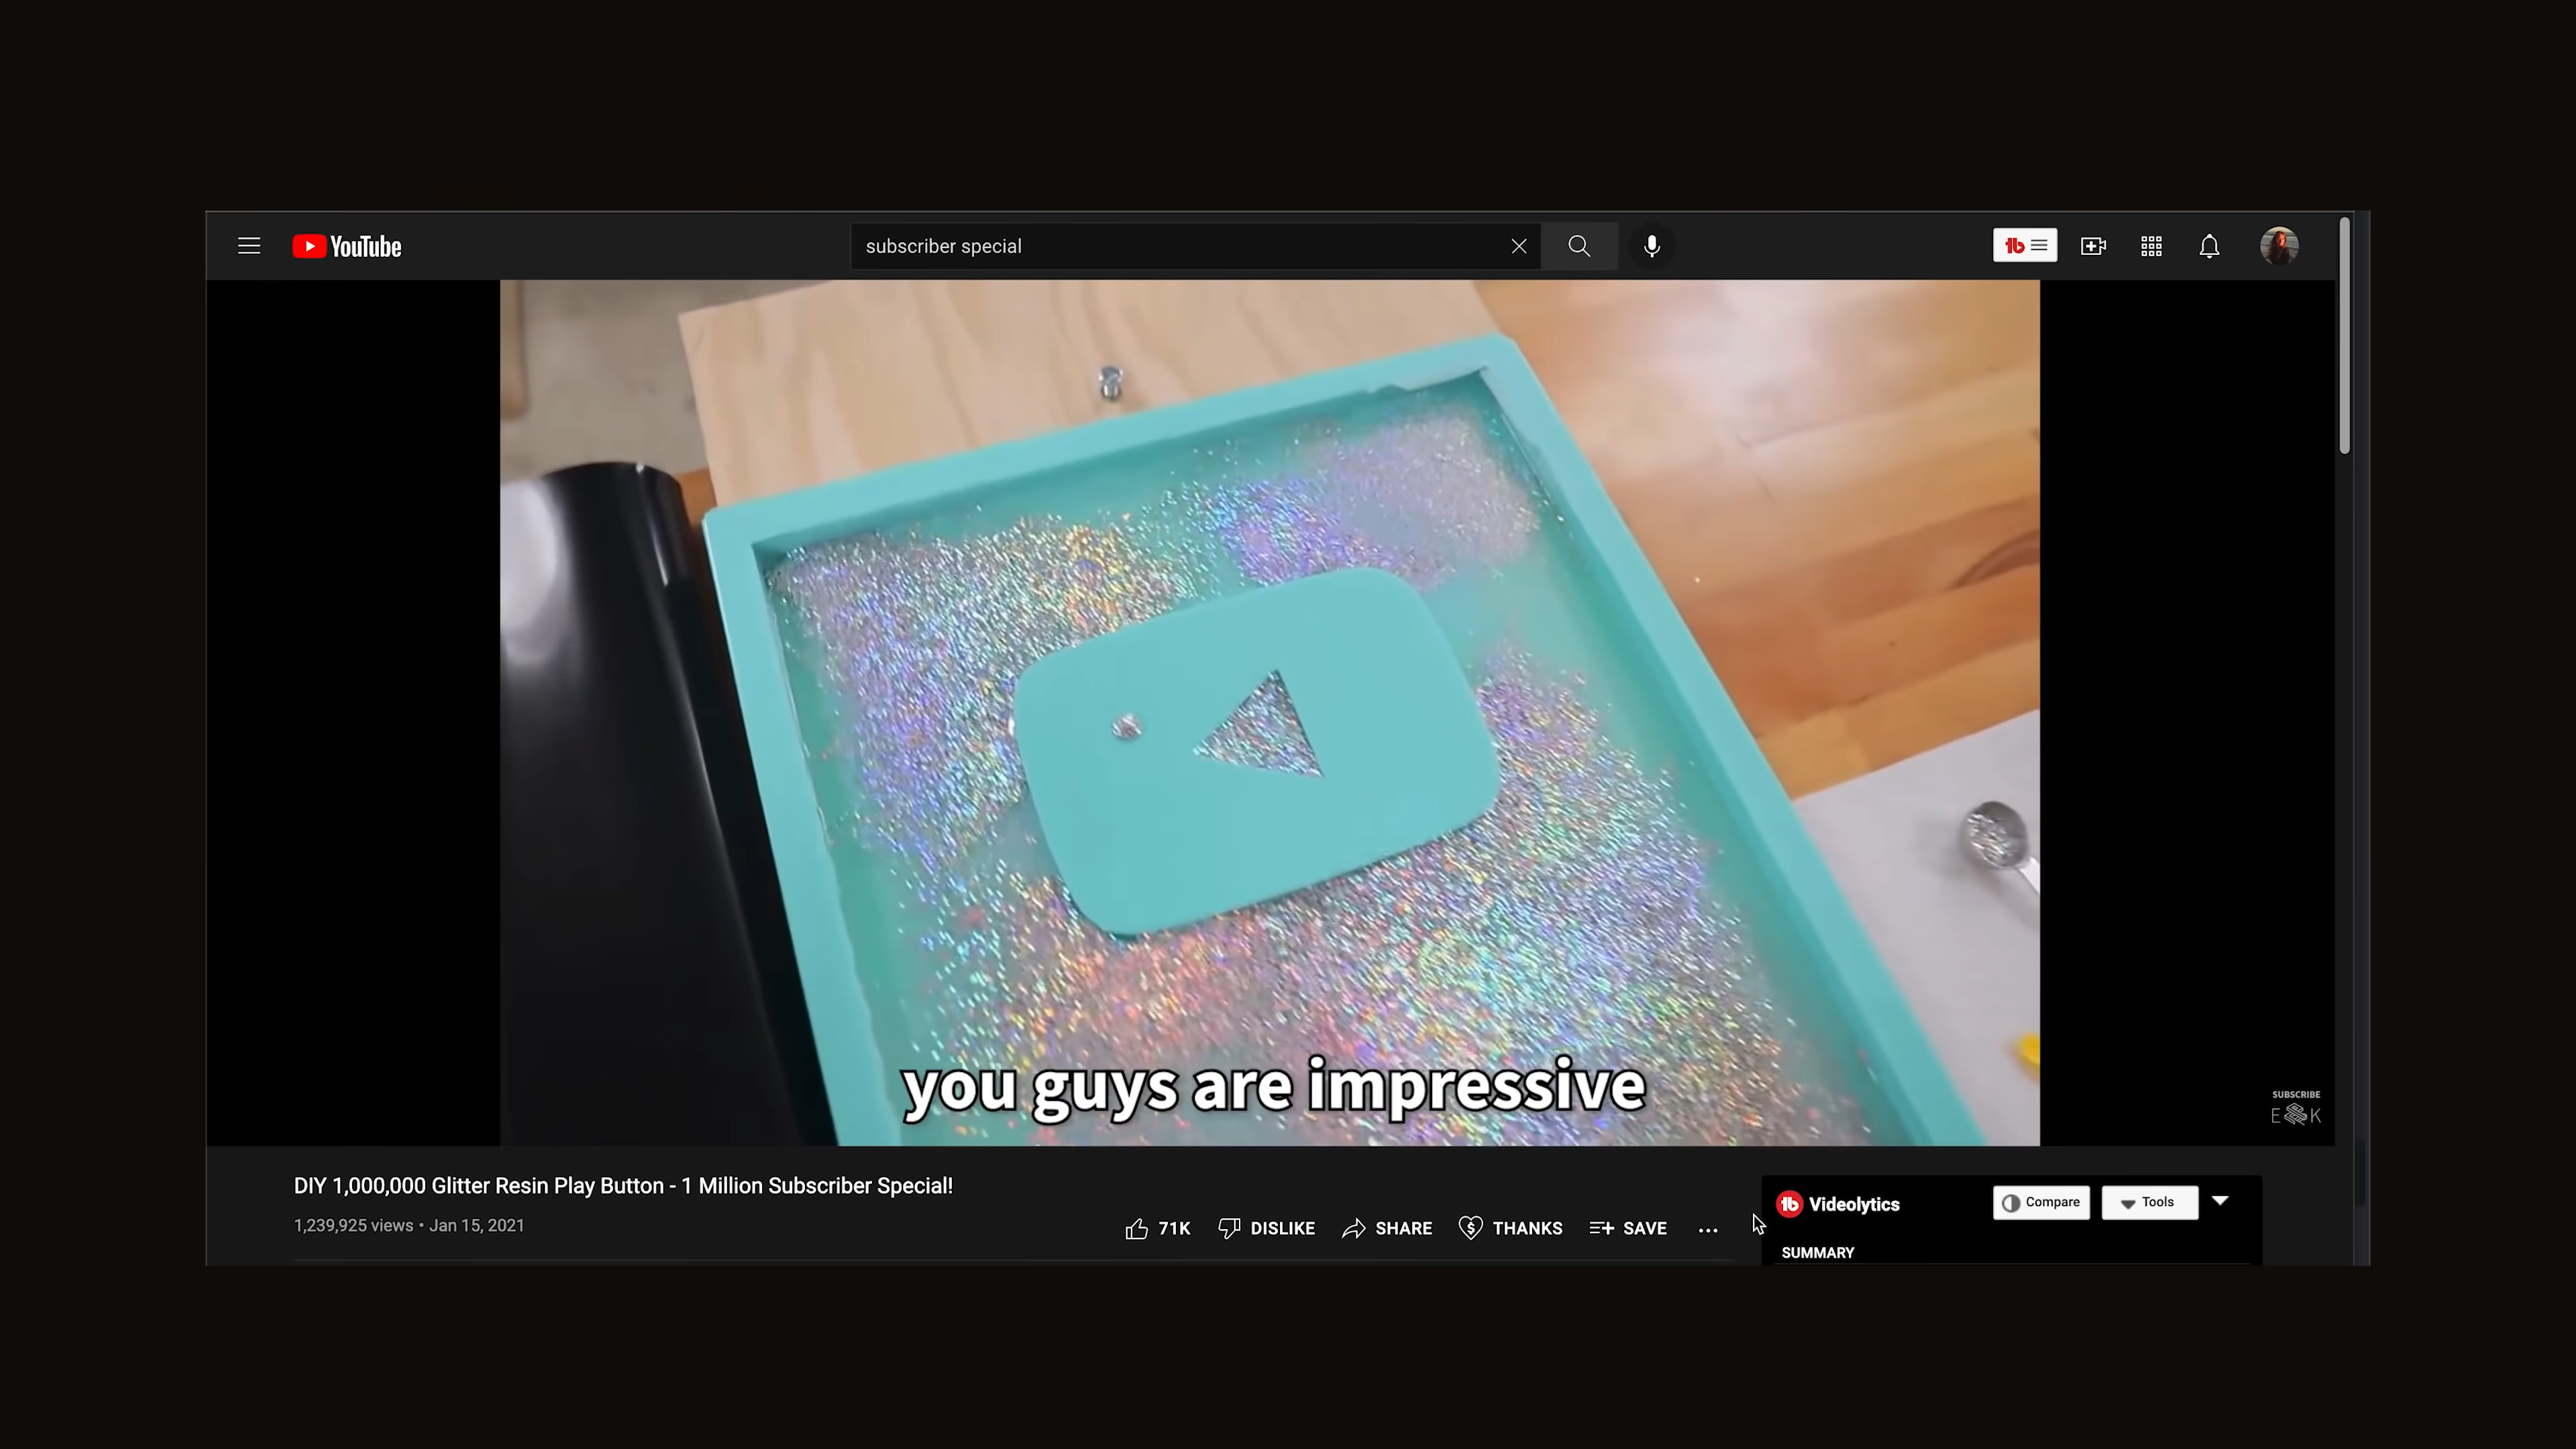 YouTube
subscriber special
you guys are impressive
SUBSCRIBE
E K
DIY 1,000,000 Glitter Resin Play Button - 1 Million Subscriber Special!
1,239,925 views • Jan 15, 2021
71K DISLIKE SHARE THANKS SAVE ...
tb Videolytics Compare Tools
SUMMARY